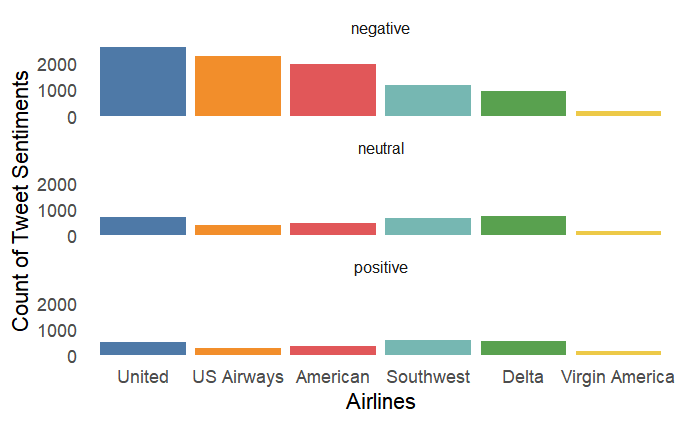 negative
2000
1000
0
neutral
2000
1000
0
positive
2000
1000
0
Count of Tweet Sentiments
United US Airways American Southwest Delta Virgin America
Airlines